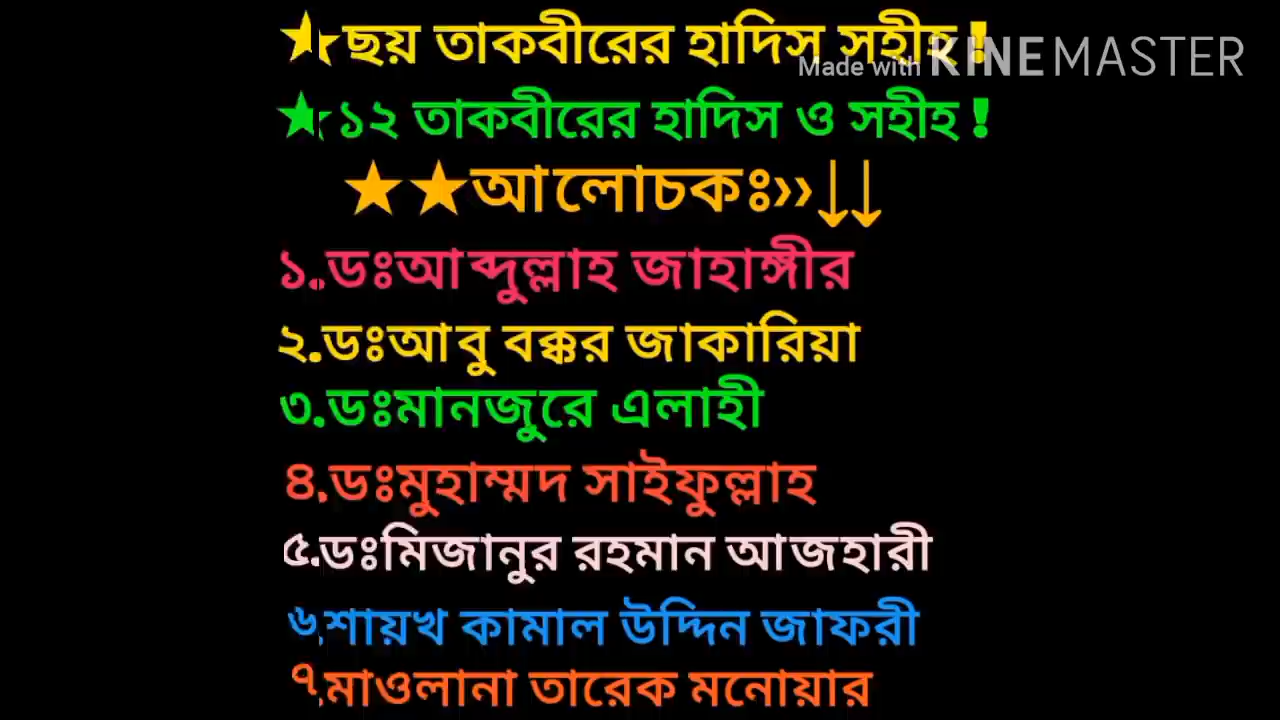 ★ছয় তাকবীরের হাদিস সহীহ !
Made with KINEMASTER
★১২ তাকবীরের হাদিস ও সহীহ !
★★আলোচকঃ››↓↓
১.ডঃআব্দুল্লাহ জাহাঙ্গীর
২.ডঃআবু বক্কর জাকারিয়া
৩.ডঃমানজুরে এলাহী
৪.ডঃমুহাম্মদ সাইফুল্লাহ
৫.ডঃমিজানুর রহমান আজহারী
৬.শায়খ কামাল উদ্দিন জাফরী
৭.মাওলানা তারেক মনোয়ার